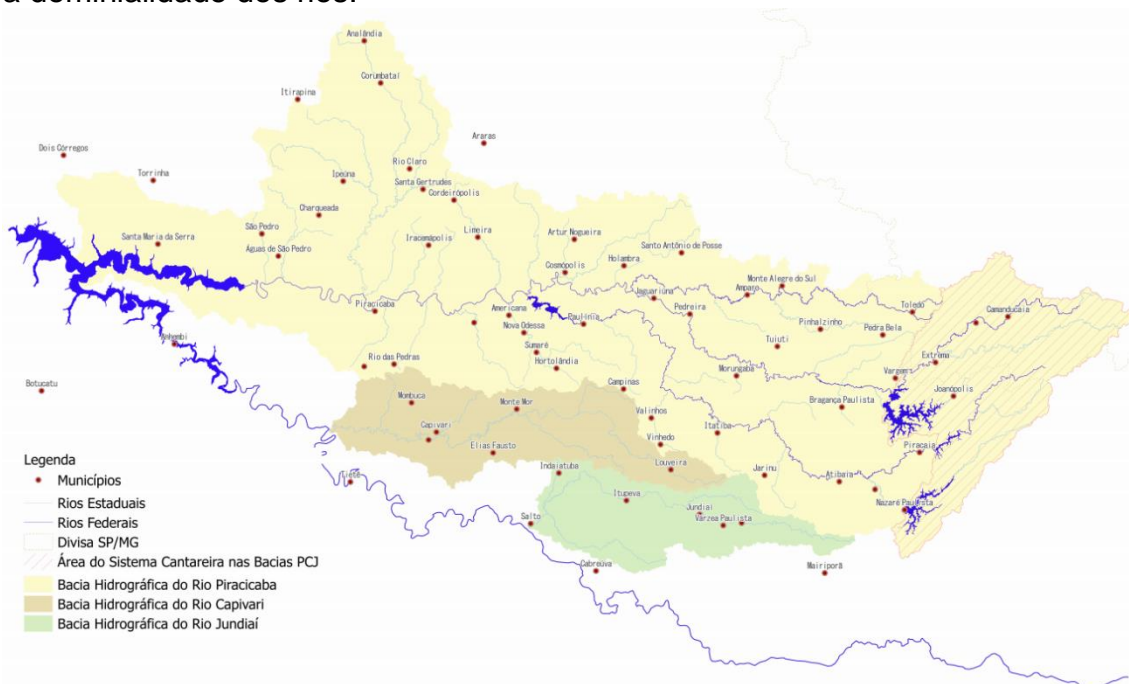 a dominialidade dos rios.
Analândia
Corumbataí
Itirapina
Araras
Dois Córregos
Torrinha
Rio Claro
Ipeúna
Santa Gertrudes
Cordeirópolis
Charqueada
São Pedro
Santa Maria da Serra
Águas de São Pedro
Iracemápolis
Limeira
Artur Nogueira
Santo Antônio de Posse
Holambra
Cosmópolis
Jaguariúna
Monte Alegre do Sul
Amparo
Pedreira
Toledo
Camanducaia
Piracicaba
Americana
Paulínia
Nova Odessa
Pinhalzinho
Pedra Bela
Tuiuti
Sumaré
Hortolândia
Anhembi
Rio das Pedras
Extrema
Vargem
Morungaba
Joanópolis
Botucatu
Campinas
Mombuca
Monte Mor
Bragança Paulista
Valinhos
Itatiba
Capivari
Vinhedo
Elias Fausto
Piracaia
Louveira
Indaiatuba
Jarinu
Atibaia
Tietê
Itupeva
Nazaré Paulista
Jundiaí
Salto
Várzea Paulista
Cabreúva
Mairiporã
Legenda
Municípios
Rios Estaduais
Rios Federais
Divisa SP/MG
Área do Sistema Cantareira nas Bacias PCJ
Bacia Hidrográfica do Rio Piracicaba
Bacia Hidrográfica do Rio Capivari
Bacia Hidrográfica do Rio Jundiaí